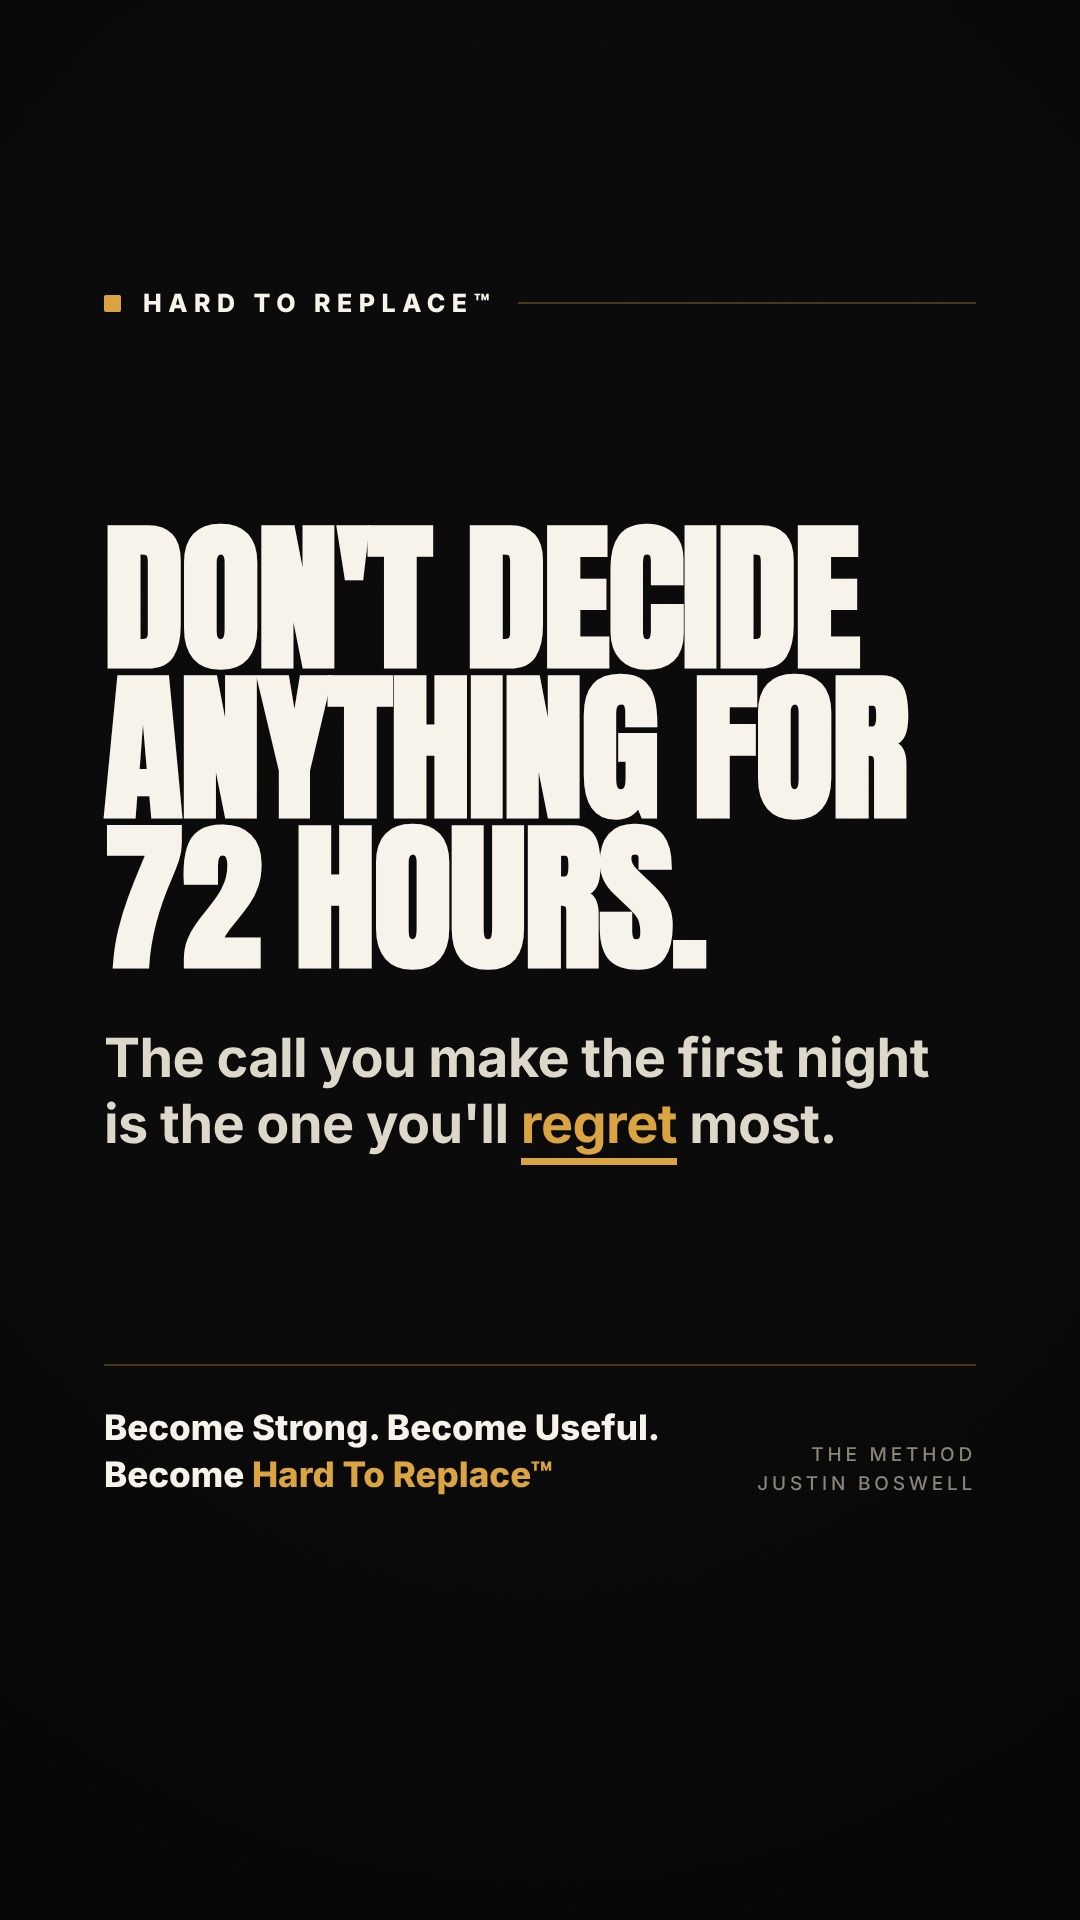 HARD TO REPLACE™
DON'T DECIDE
ANYTHING FOR
72 HOURS.
The call you make the first night
is the one you'll regret most.
Become Strong. Become Useful.
Become Hard To Replace™
THE METHOD
JUSTIN BOSWELL